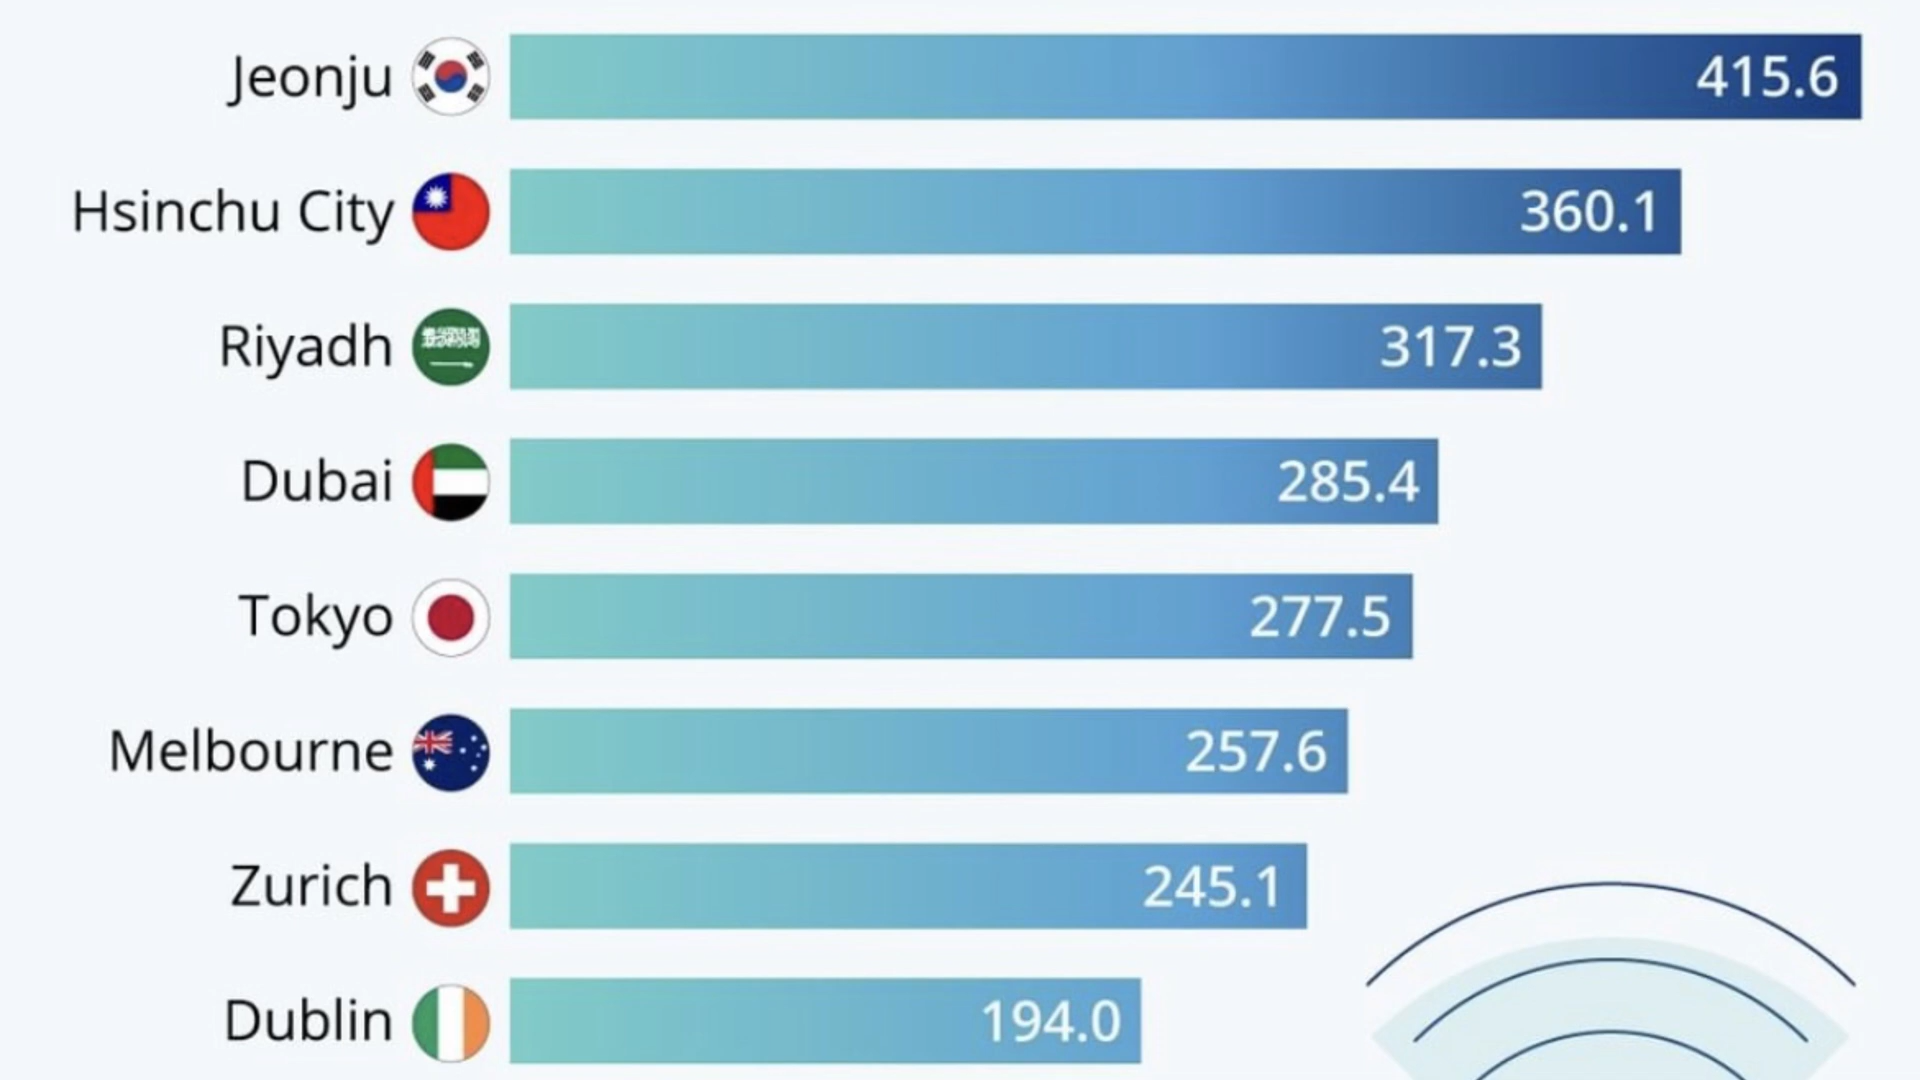 Jeonju 415.6
Hsinchu City 360.1
Riyadh 317.3
Dubai 285.4
Tokyo 277.5
Melbourne 257.6
Zurich 245.1
Dublin 194.0